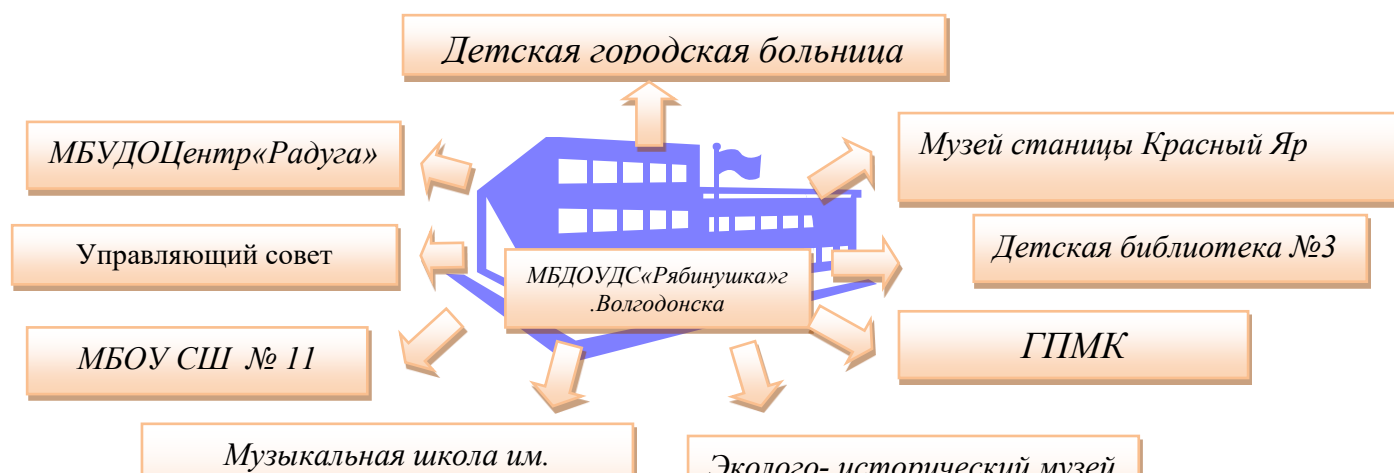 Детская городская больница
МБУДОЦентр«Радуга»
Музей станицы Красный Яр
Управляющий совет
Детская библиотека №3
МБДОУДС«Рябинушка»г
.Волгодонска
МБОУ СШ № 11
ГПМК
Музыкальная школа им.
Эколого- исторический музей